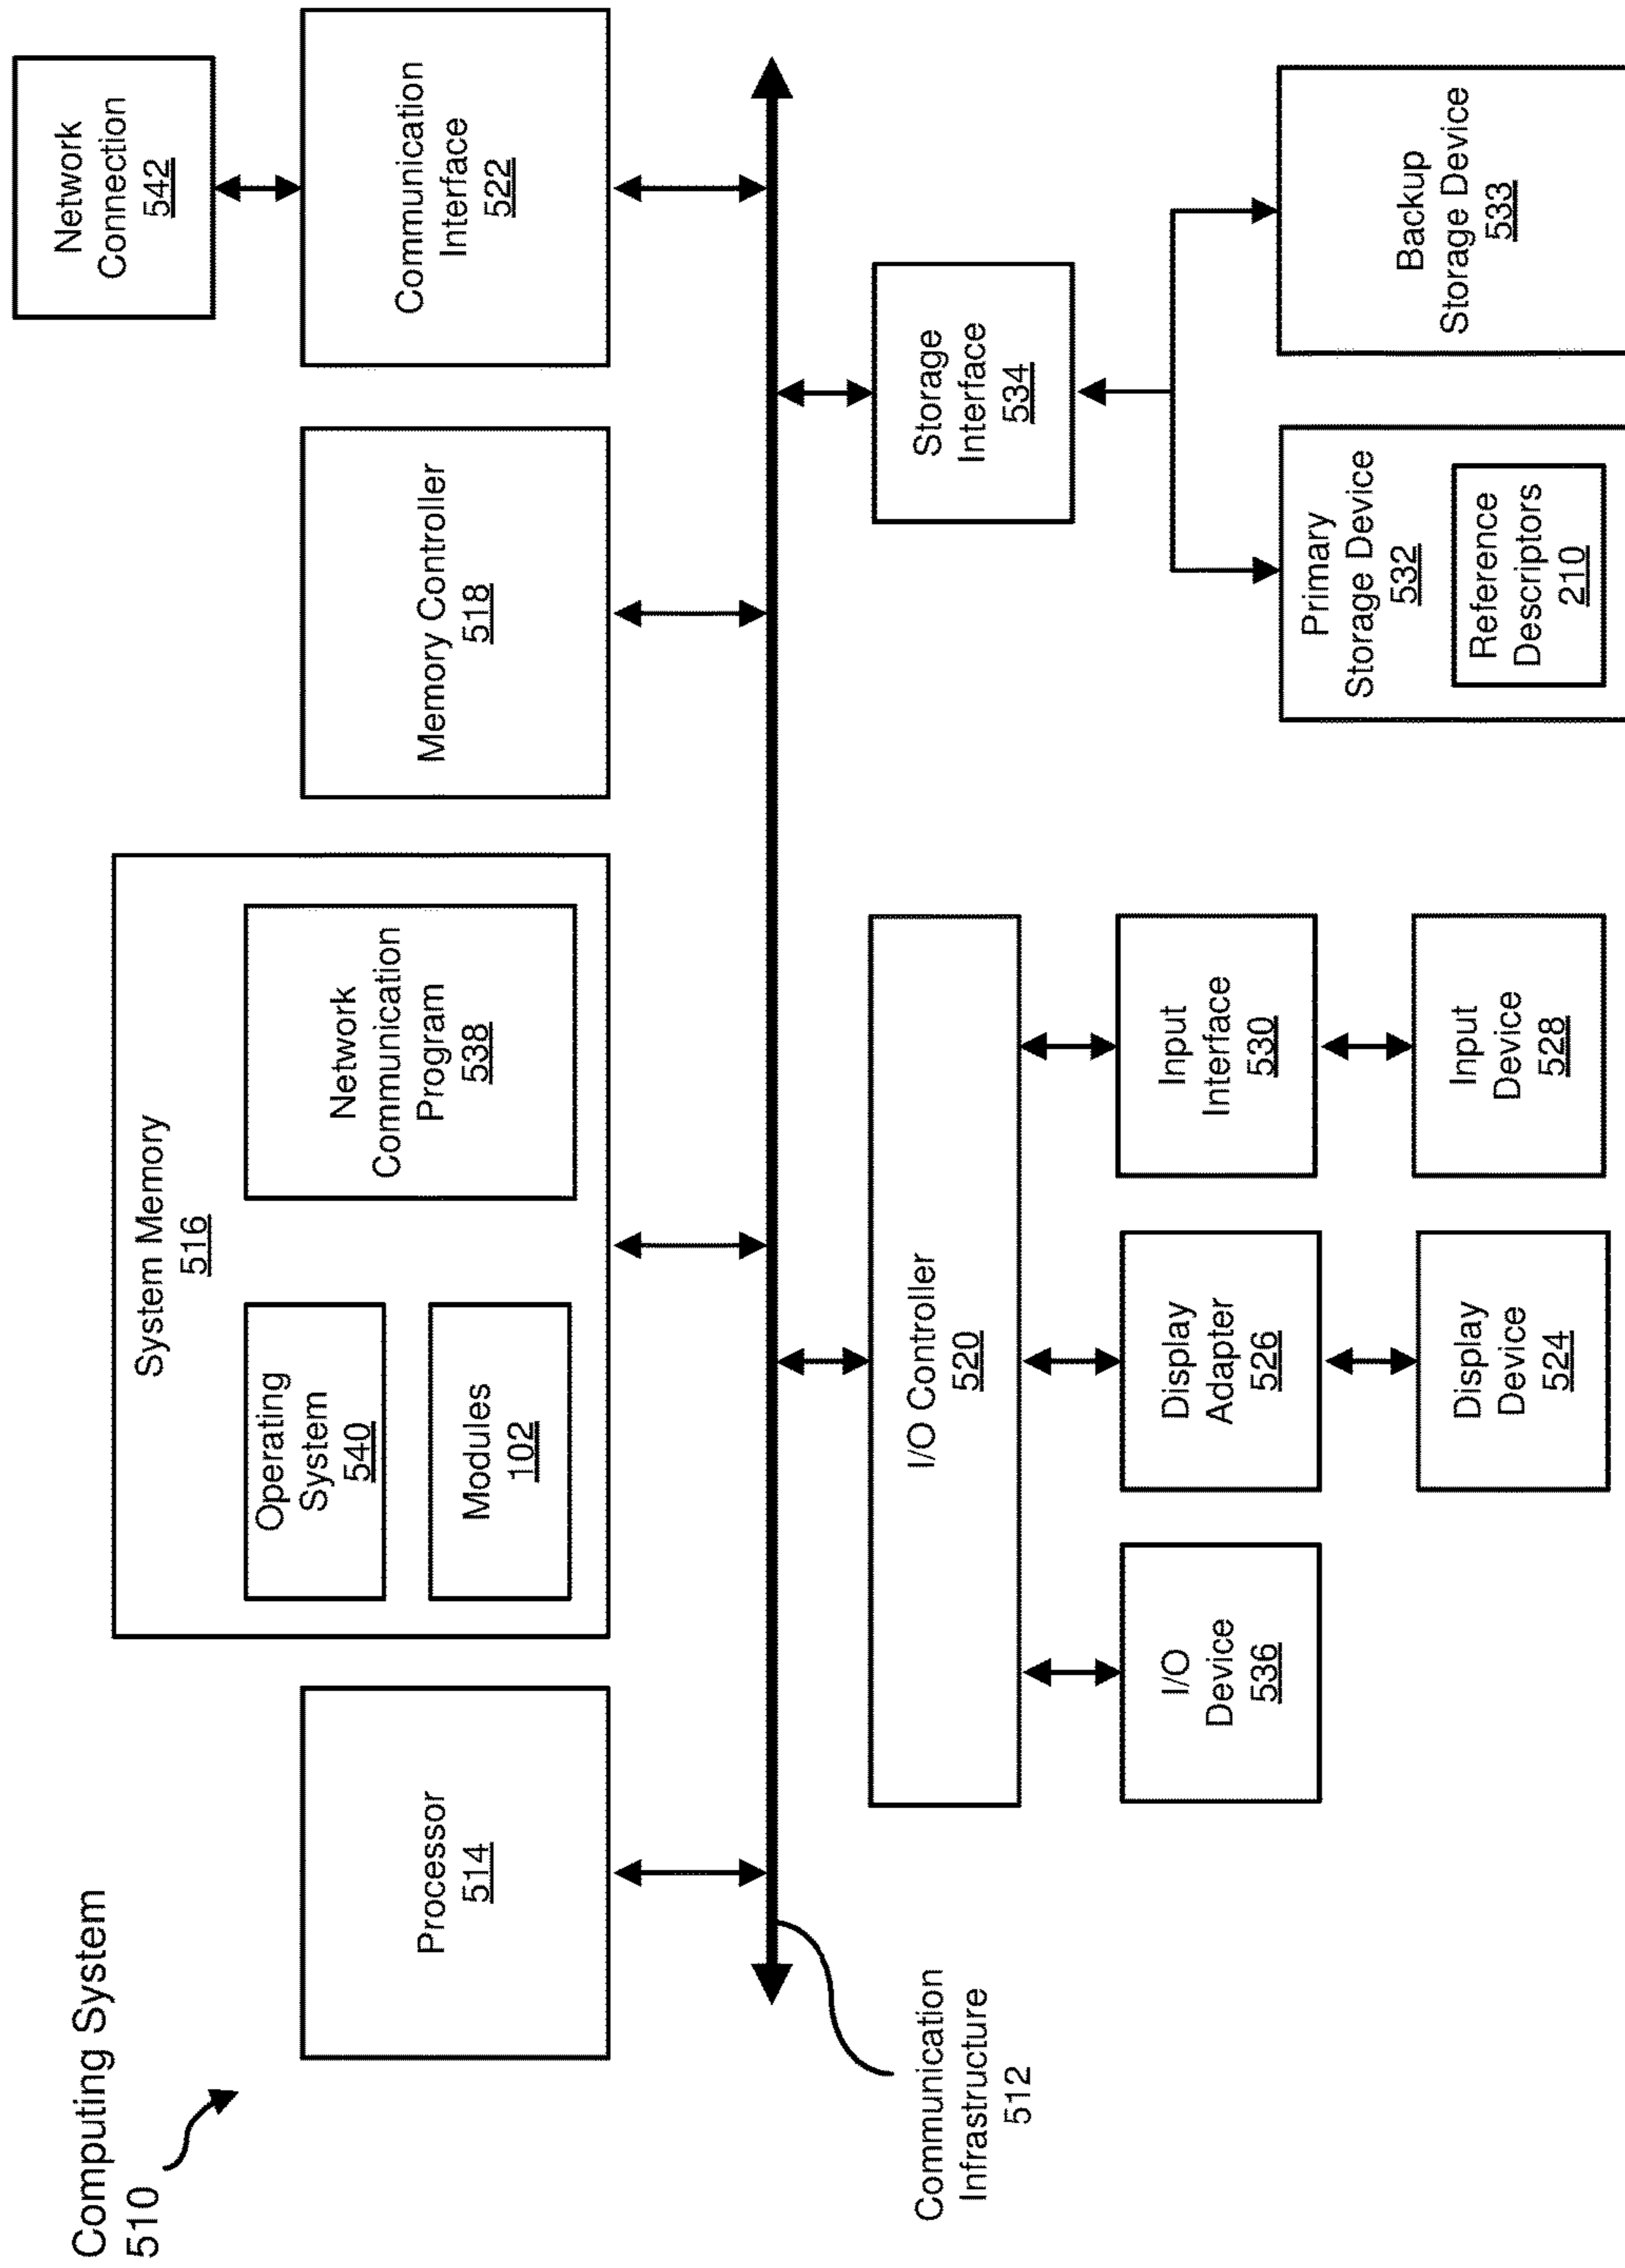 Computing System
510
Processor
514
System Memory
516
Operating
System
540
Modules
102
Network
Communication
Program
538
Memory Controller
518
Network
Connection
542
Communication
Interface
522
Communication
Infrastructure
512
I/O Controller
520
I/O
Device
536
Display
Adapter
526
Display
Device
524
Input
Interface
530
Input
Device
528
Storage
Interface
534
Primary
Storage Device
532
Reference
Descriptors
210
Backup
Storage Device
533